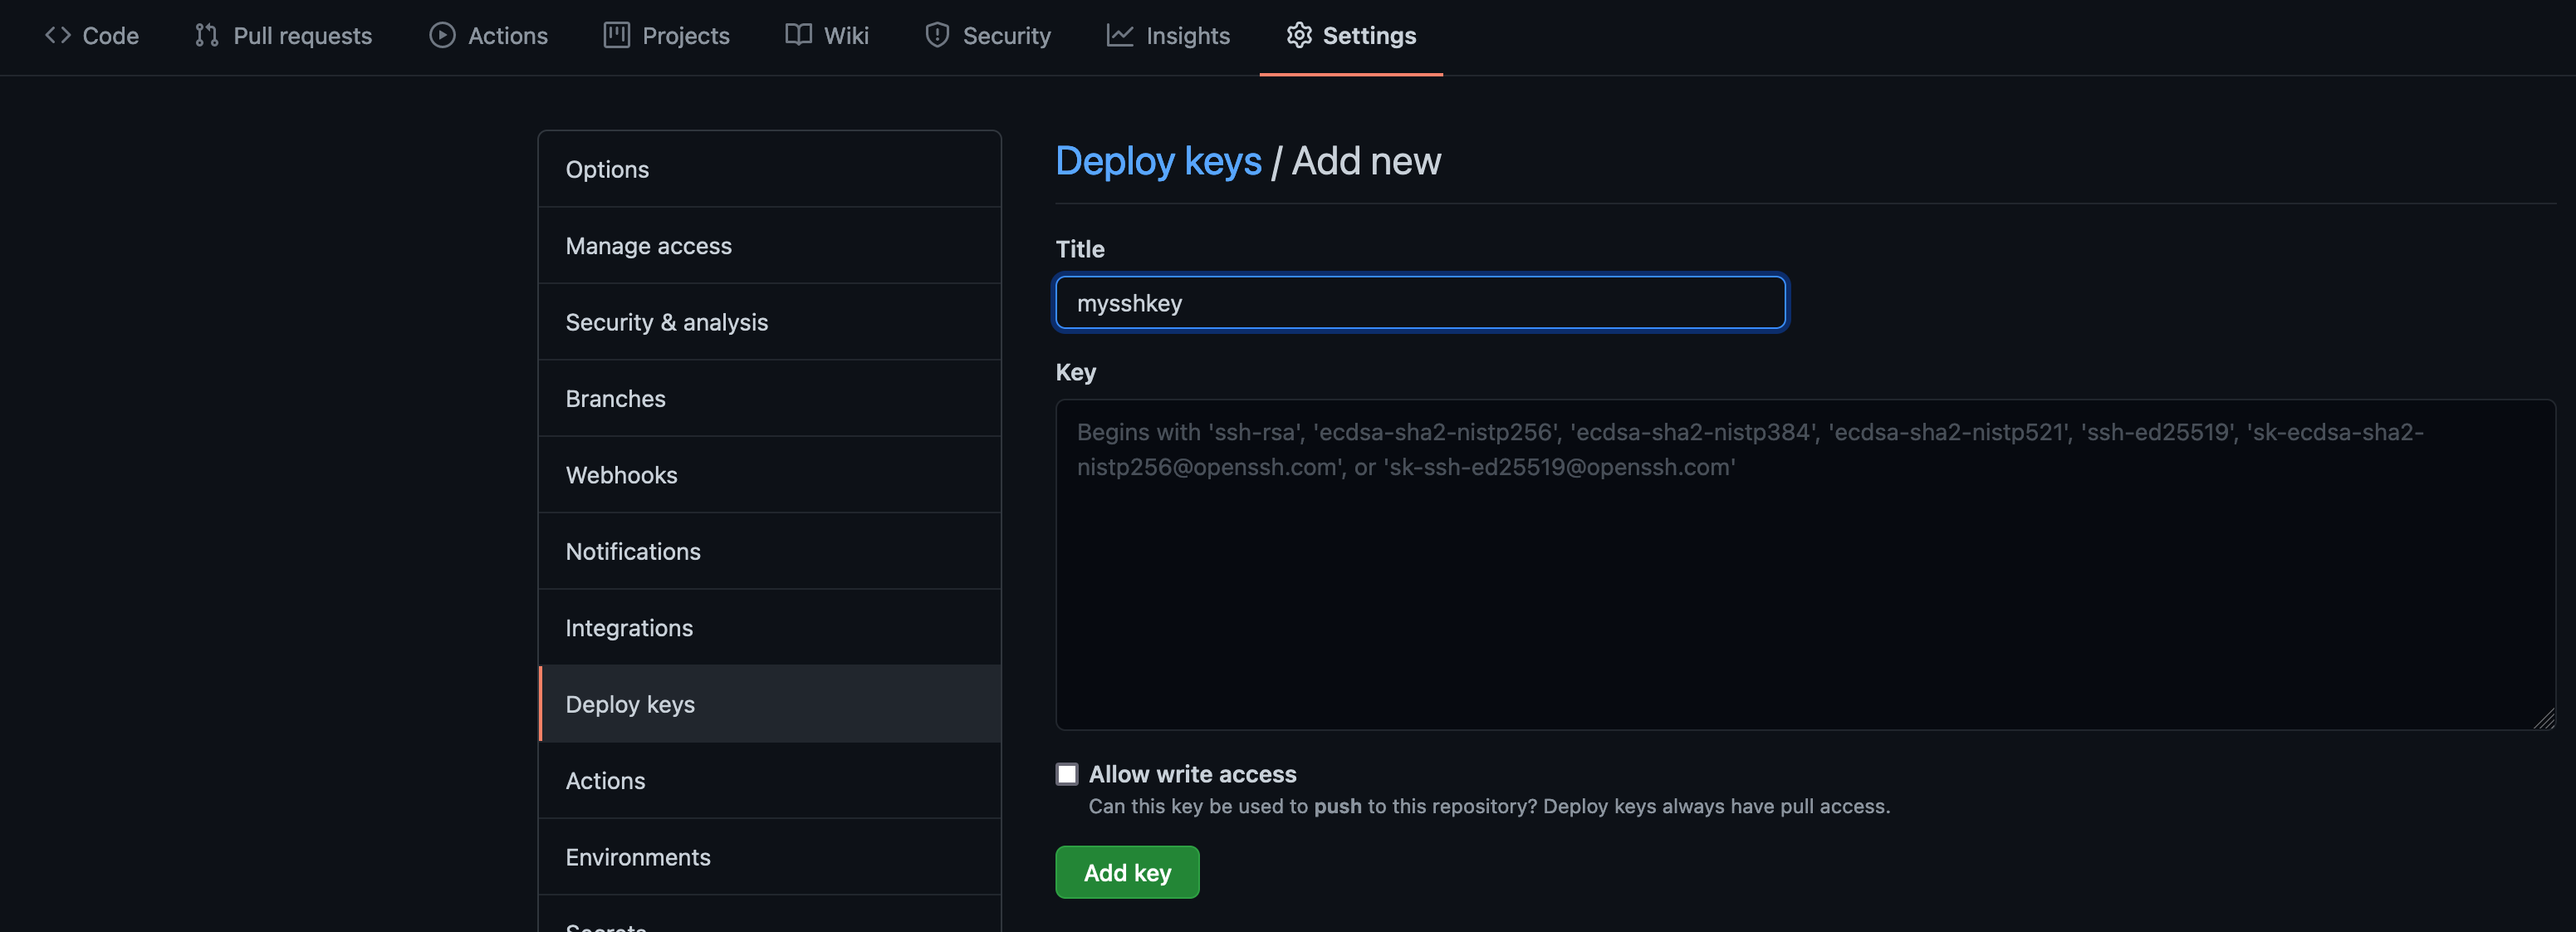 Code Pull requests Actions Projects Wiki Security Insights Settings
Options
Manage access
Security & analysis
Branches
Webhooks
Notifications
Integrations
Deploy keys
Actions
Environments
Secrets
Deploy keys / Add new
Title
mysshkey
Key
Begins with 'ssh-rsa', 'ecdsa-sha2-nistp256', 'ecdsa-sha2-nistp384', 'ecdsa-sha2-nistp521', 'ssh-ed25519', 'sk-ecdsa-sha2-
nistp256@openssh.com', or 'sk-ssh-ed25519@openssh.com'
Allow write access
Can this key be used to push to this repository? Deploy keys always have pull access.
Add key